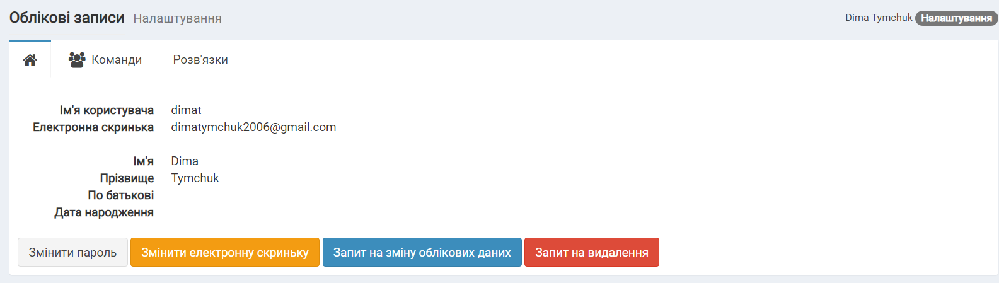 Облікові записи Налаштування
Dima Tymchuk Налаштування
Команди Розв'язки
Ім'я користувача dimat
Електронна скринька dimatymchuk2006@gmail.com
Ім'я Dima
Прізвище Tymchuk
По батькові
Дата народження
Змінити пароль Змінити електронну скриньку Запит на зміну облікових даних Запит на видалення